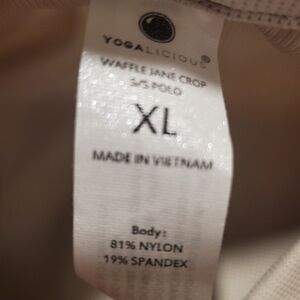 YOGALICIOUS®
WAFFLE JANE CROP
S/S POLO
XL
MADE IN VIETNAM
Body:
81% NYLON
19% SPANDEX